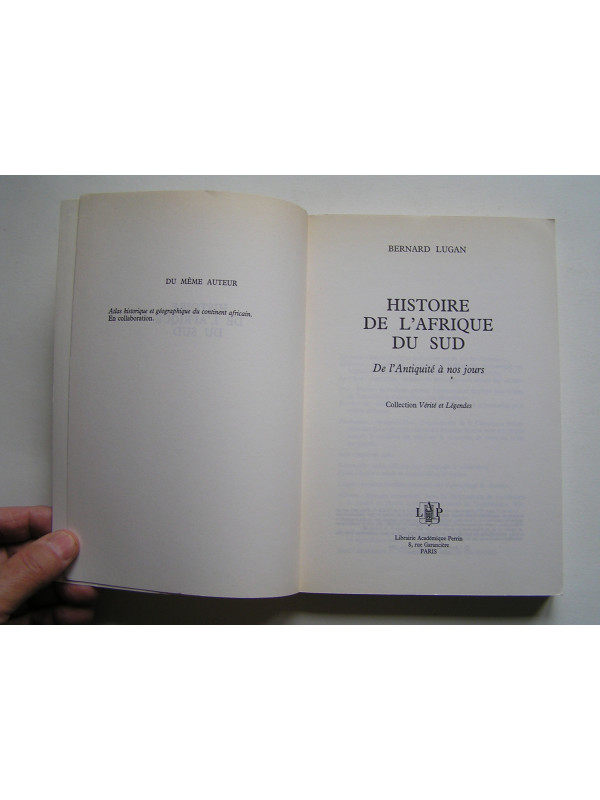 DU MÊME AUTEUR
Atlas historique et géographique du continent africain.
En collaboration.
BERNARD LUGAN
HISTOIRE
DE L'AFRIQUE
DU SUD
De l'Antiquité à nos jours
Collection Vérité et Légendes
L A P
Librairie Académique Perrin
8, rue Garancière
PARIS